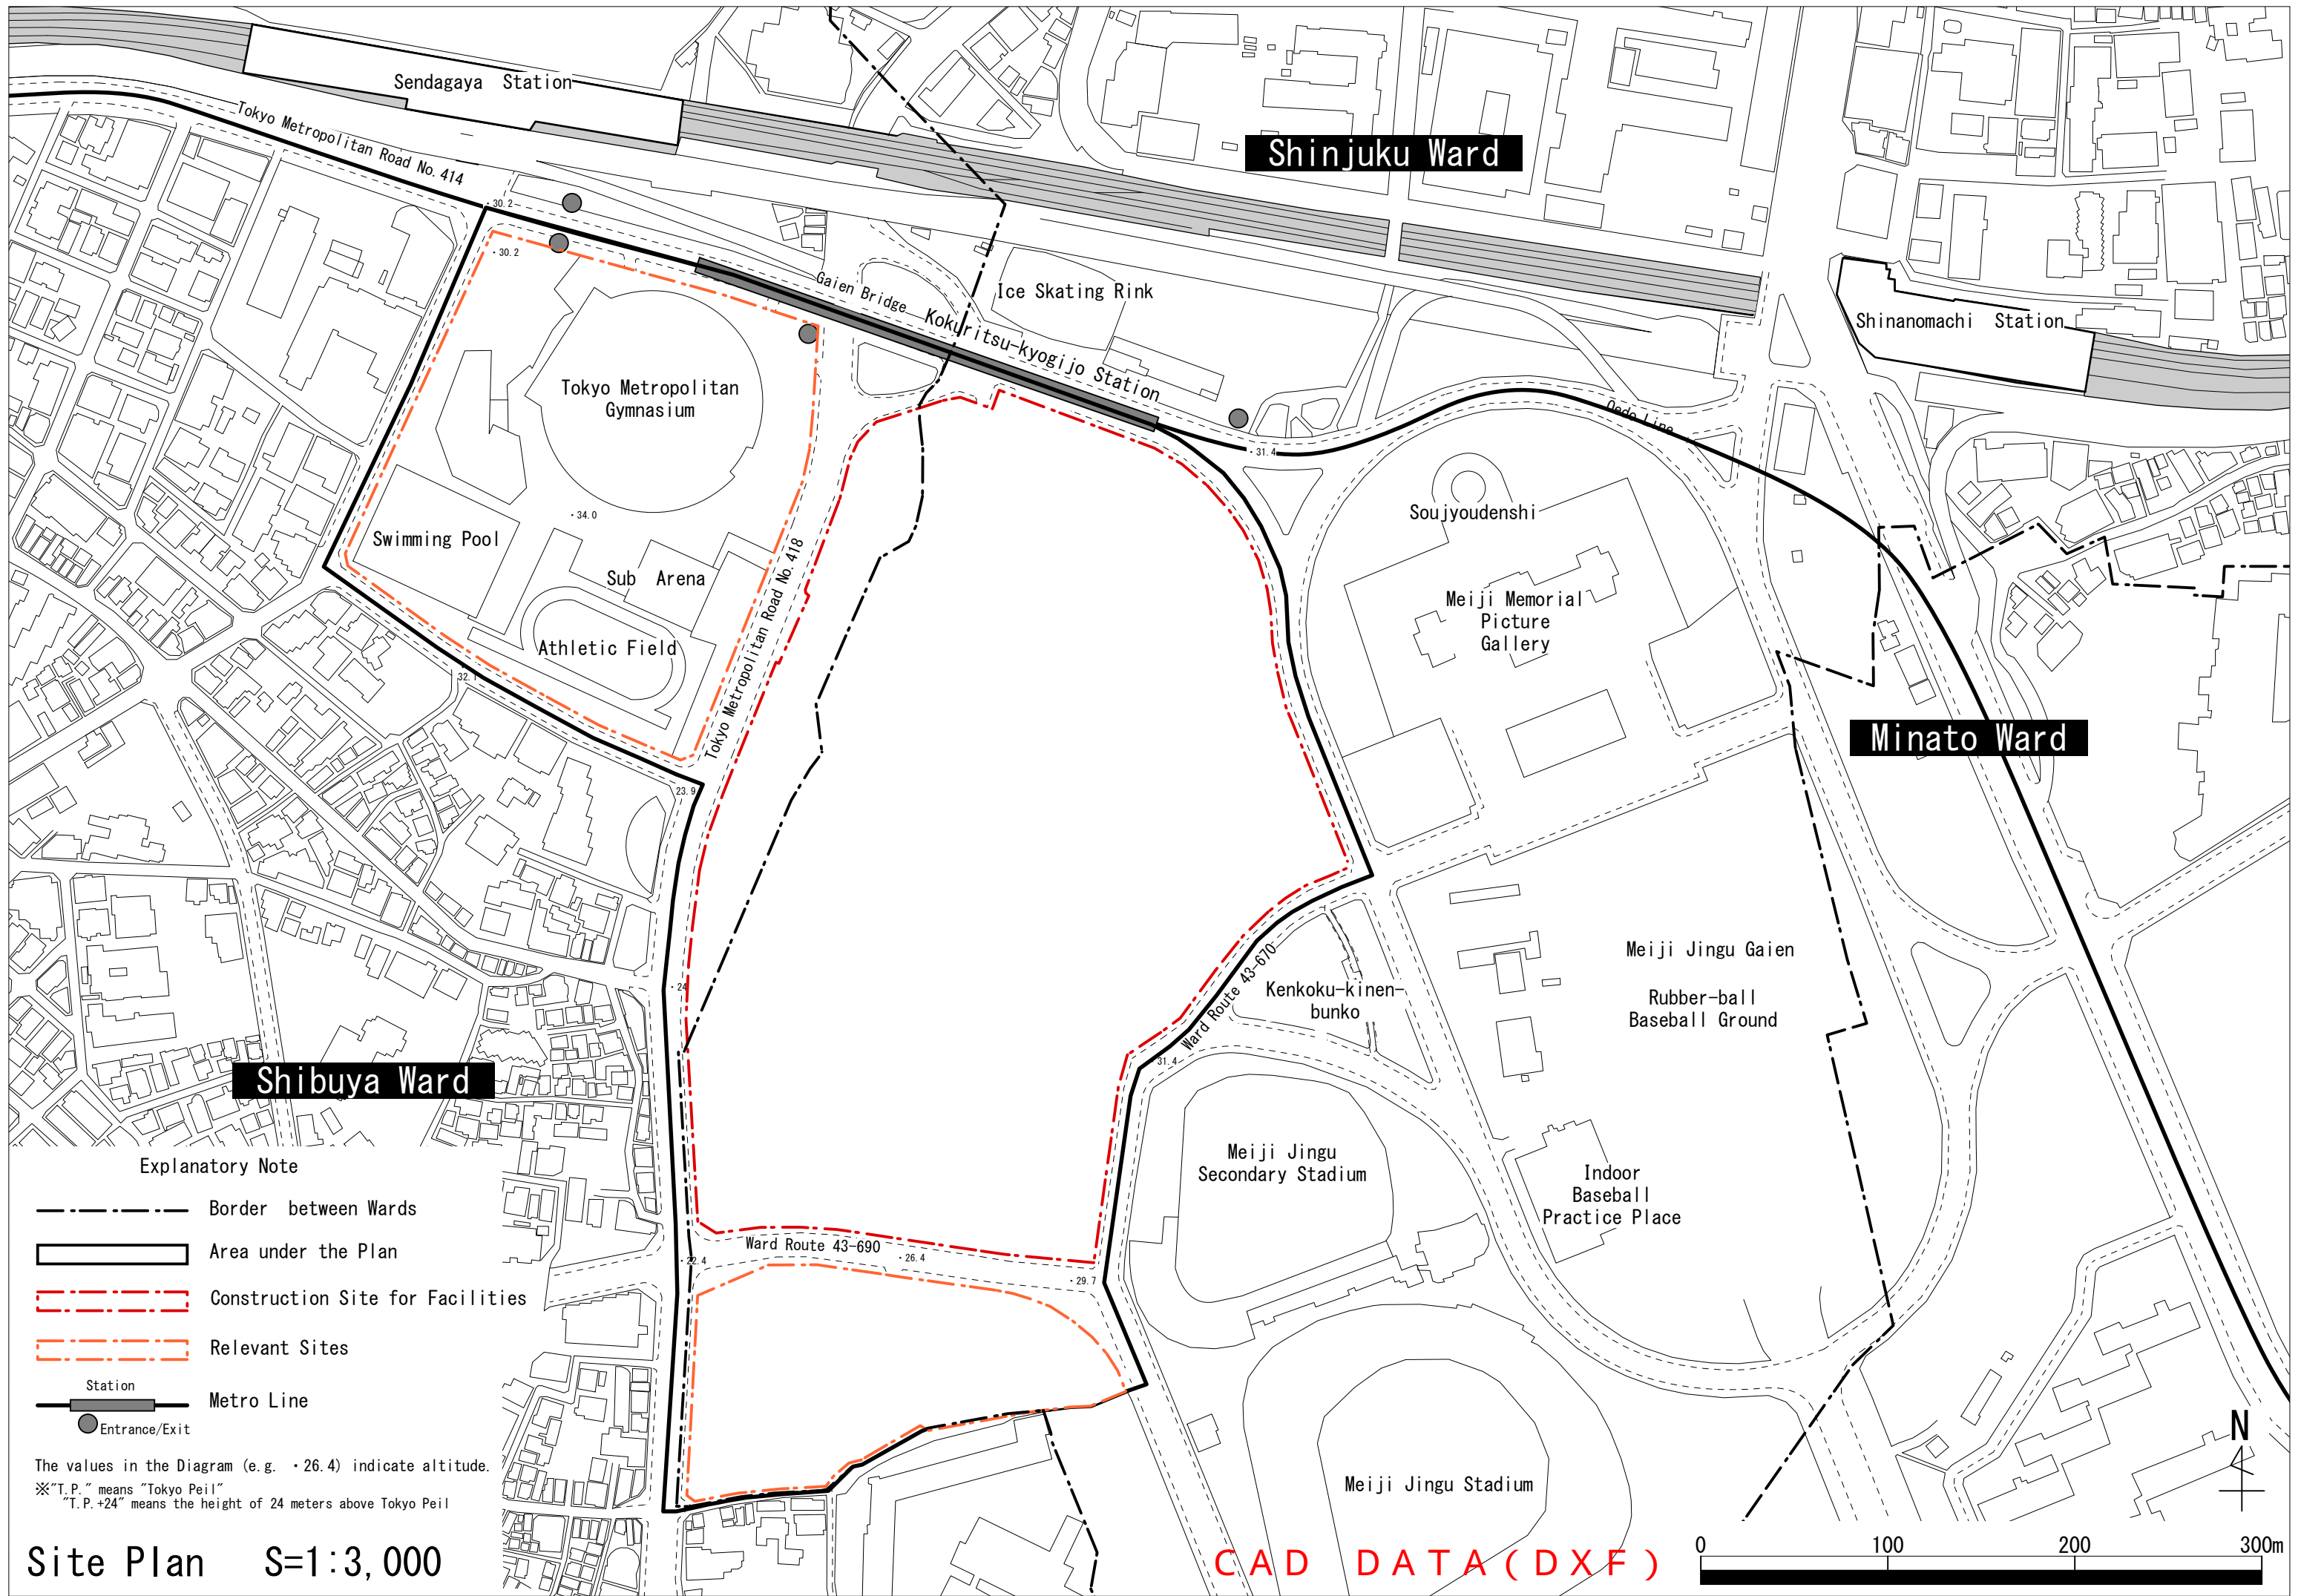 Sendagaya Station
Tokyo Metropolitan Road No. 414
Shinjuku Ward
・30.2
・30.2
Gaien Bridge
Kokuritsu-kyogijo Station
Ice Skating Rink
Shinanomachi Station
Tokyo Metropolitan
Gymnasium
Oedo Line
・31.4
Soujyoudenshi
・34.0
Swimming Pool
Sub Arena
Athletic Field
Tokyo Metropolitan Road No. 418
Meiji Memorial
Picture
Gallery
32.1
Minato Ward
23.9
Meiji Jingu Gaien
Rubber-ball
Baseball Ground
・24
Ward Route 43-670
Kenkoku-kinen-
bunko
31.4
Shibuya Ward
Meiji Jingu
Secondary Stadium
Indoor
Baseball
Practice Place
Ward Route 43-690
・22.4
・26.4
・29.7
Meiji Jingu Stadium
Explanatory Note
Border between Wards
Area under the Plan
Construction Site for Facilities
Relevant Sites
Station
Metro Line
Entrance/Exit
The values in the Diagram (e.g. ・26.4) indicate altitude.
※"T.P." means "Tokyo Peil"
"T.P.+24" means the height of 24 meters above Tokyo Peil
Site Plan S=1:3,000
CAD DATA(DXF)
N
0 100 200 300m